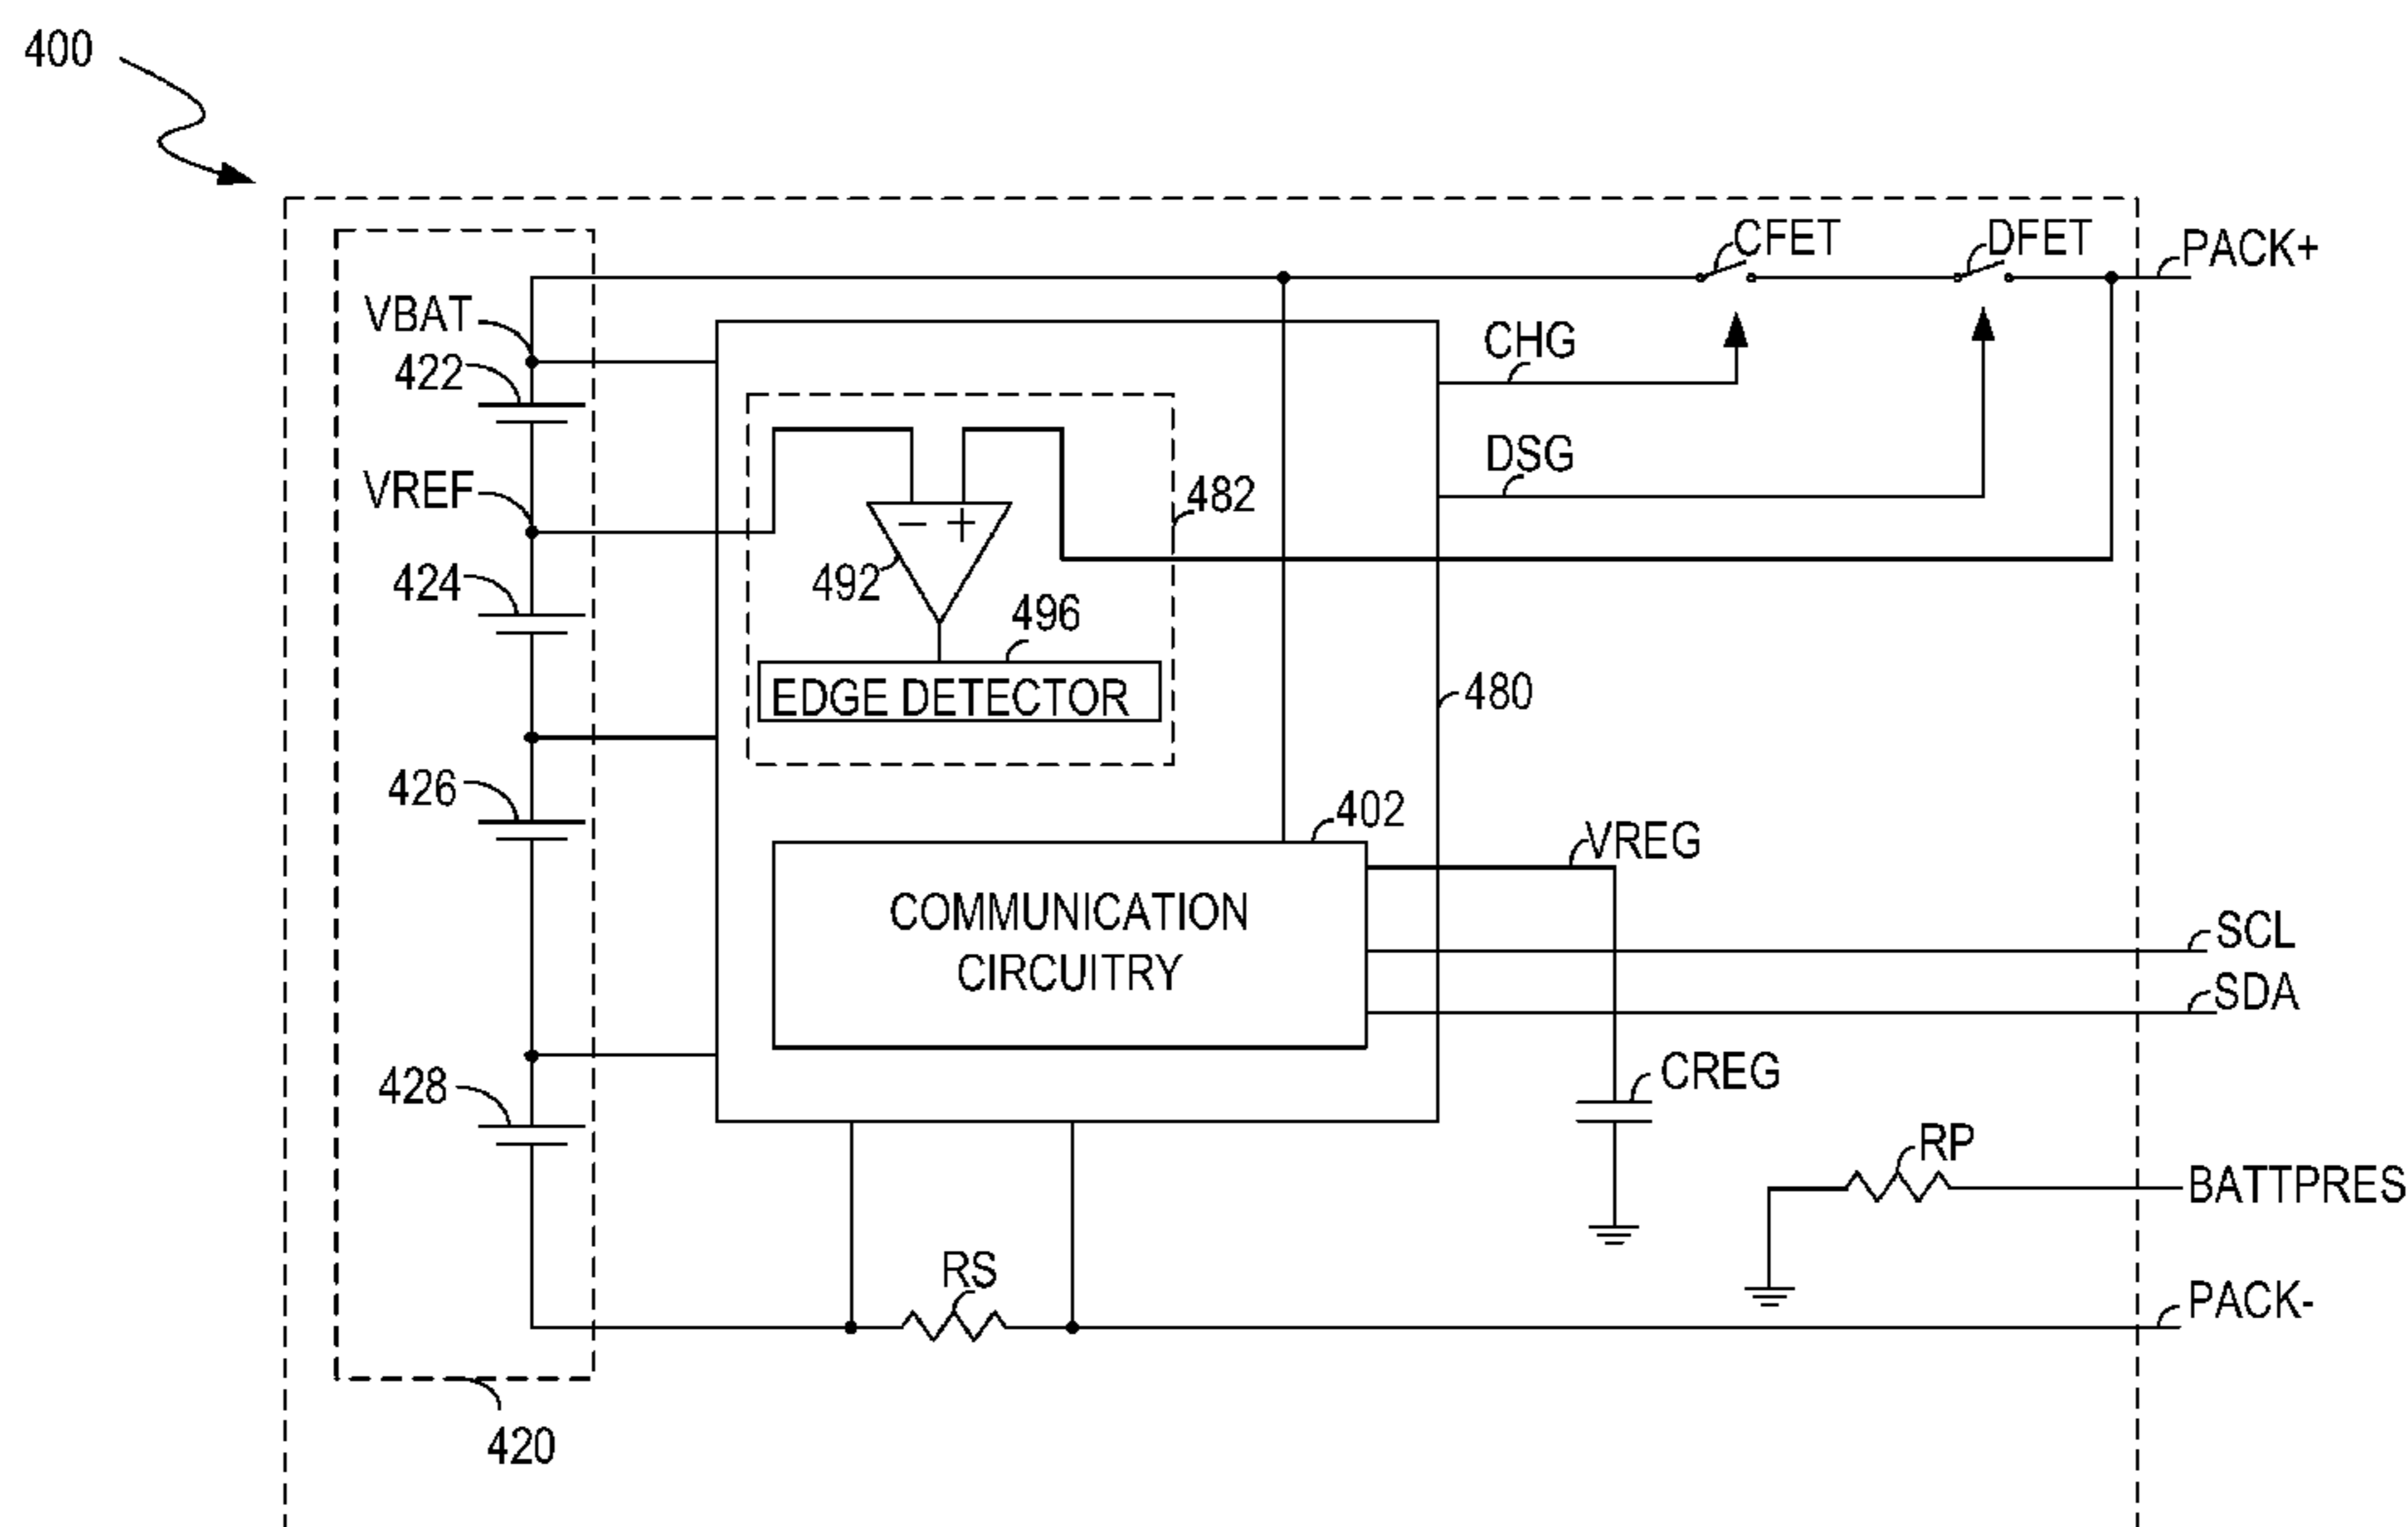 400
CFET
DFET
PACK+
VBAT
422
CHG
VREF
DSG
482
424
492
496
EDGE DETECTOR
480
426
402
VREG
COMMUNICATION
CIRCUITRY
SCL
SDA
428
CREG
RP
BATTPRES
RS
PACK-
420
− +